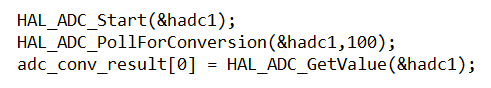 HAL_ADC_Start(&hadc1);
HAL_ADC_PollForConversion(&hadc1,100);
adc_conv_result[0] = HAL_ADC_GetValue(&hadc1);